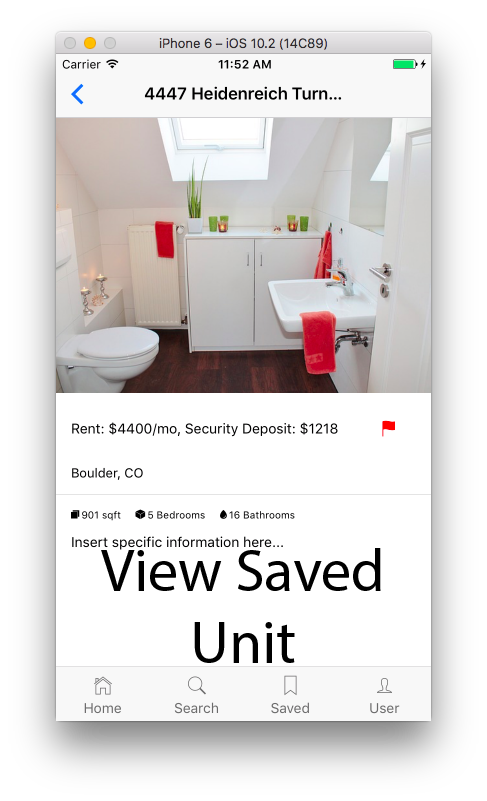 iPhone 6 – iOS 10.2 (14C89)
Carrier 11:52 AM
4447 Heidenreich Turn...
Rent: $4400/mo, Security Deposit: $1218
Boulder, CO
901 sqft 5 Bedrooms 16 Bathrooms
Insert specific information here...
View Saved
Unit
Home Search Saved User